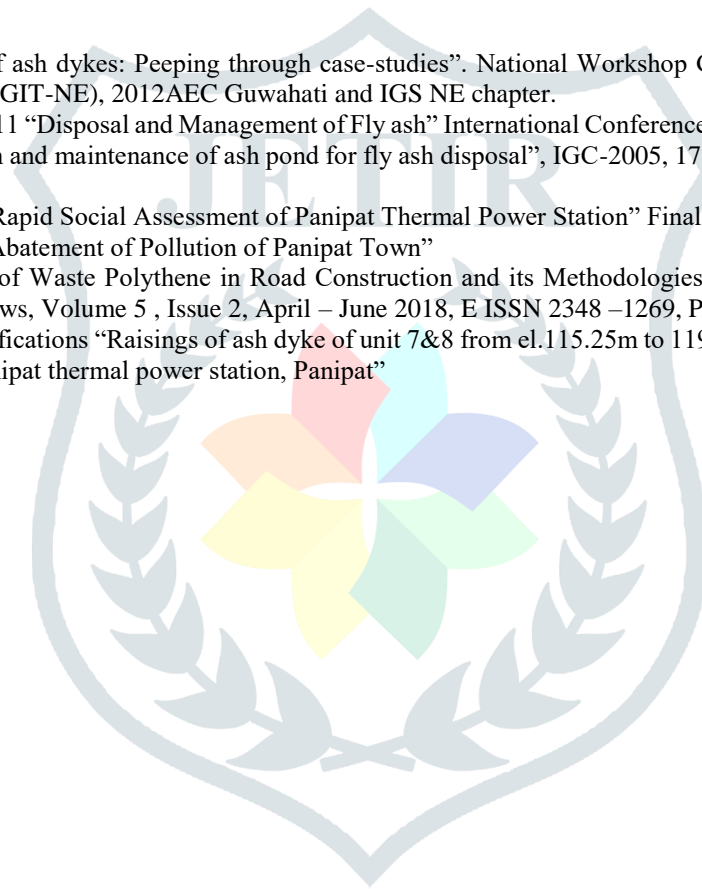 f ash dykes: Peeping through case-studies”. National Workshop
GIT-NE), 2012AEC Guwahati and IGS NE chapter.
11 “Disposal and Management of Fly ash” International Conference
and maintenance of ash pond for fly ash disposal”, IGC-2005, 17
Rapid Social Assessment of Panipat Thermal Power Station” Final
Abatement of Pollution of Panipat Town”
of Waste Polythene in Road Construction and its Methodologies
ws, Volume 5 , Issue 2, April – June 2018, E ISSN 2348 –1269, P
fications “Raisings of ash dyke of unit 7&8 from el.115.25m to 119
nipat thermal power station, Panipat”
JETIR